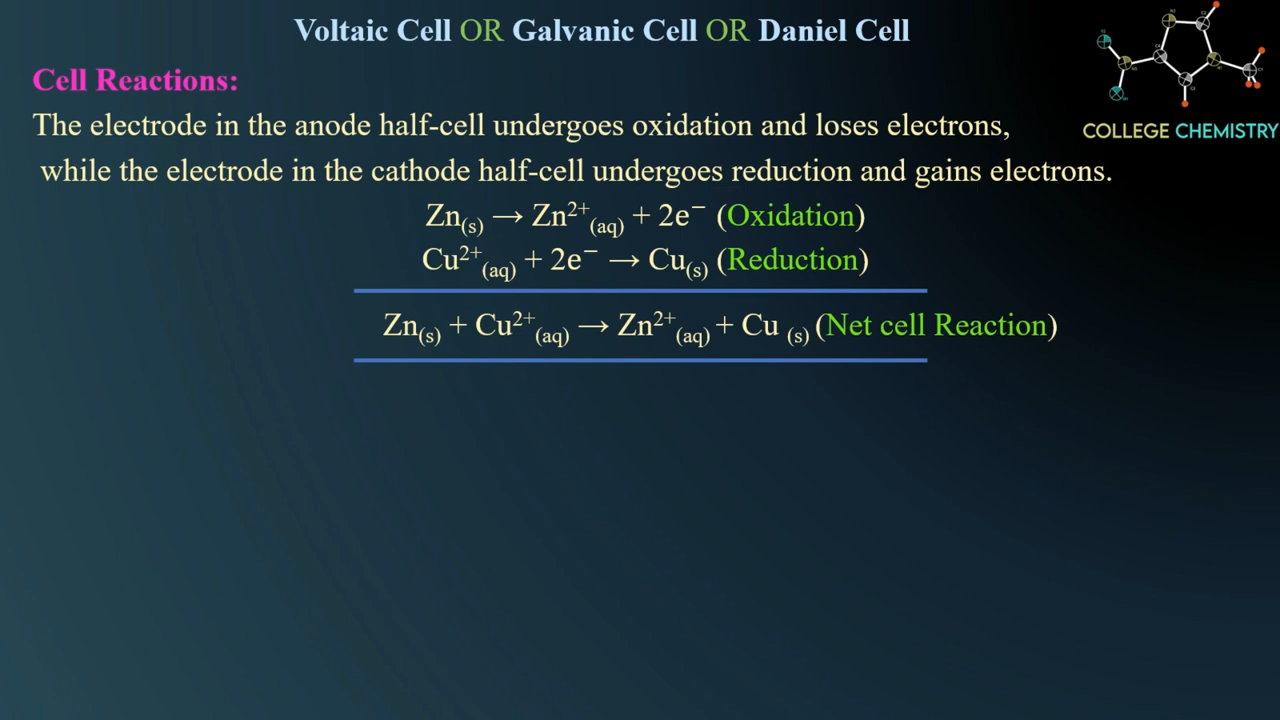 Voltaic Cell OR Galvanic Cell OR Daniel Cell
COLLEGE CHEMISTRY
Cell Reactions:
The electrode in the anode half-cell undergoes oxidation and loses electrons,
while the electrode in the cathode half-cell undergoes reduction and gains electrons.
Zn₍s₎ → Zn²⁺₍aq₎ + 2e⁻ (Oxidation)
Cu²⁺₍aq₎ + 2e⁻ → Cu₍s₎ (Reduction)
Zn₍s₎ + Cu²⁺₍aq₎ → Zn²⁺₍aq₎ + Cu ₍s₎ (Net cell Reaction)